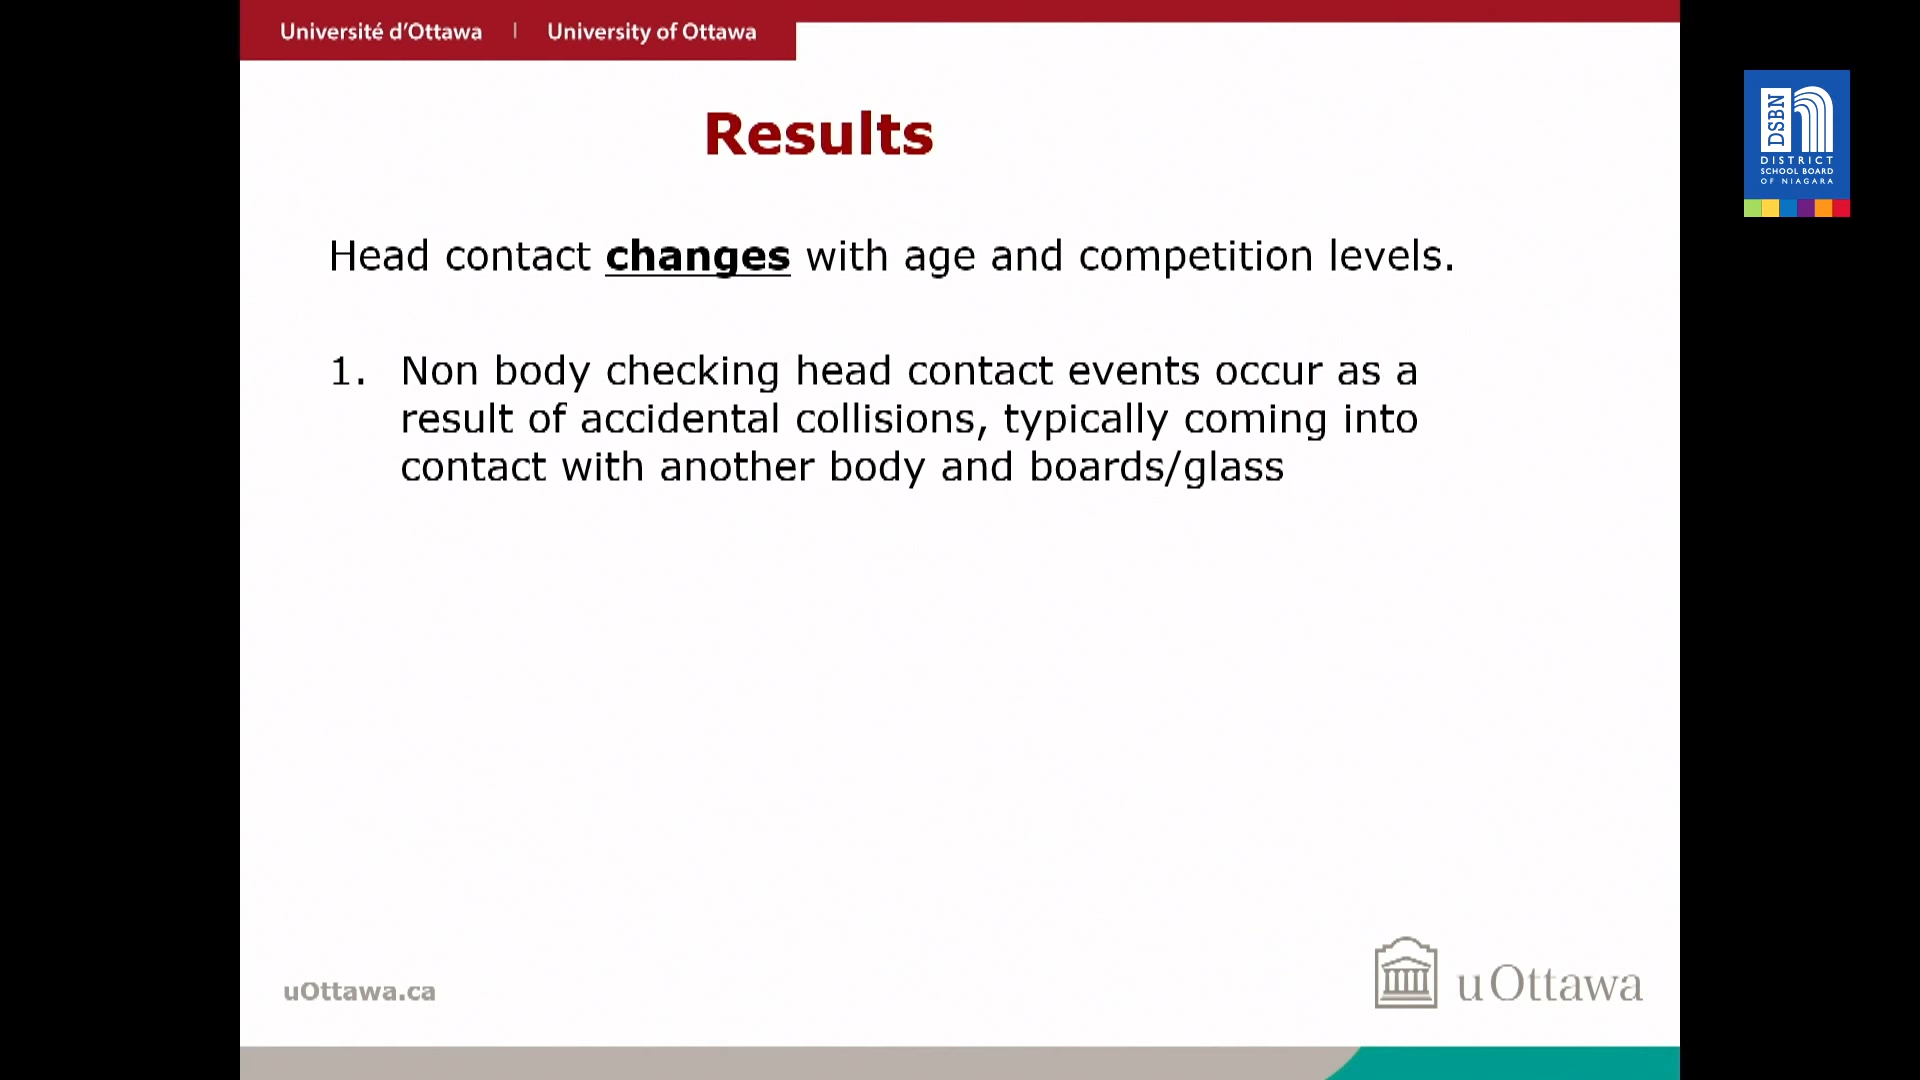 Université d'Ottawa | University of Ottawa
DSBN
DISTRICT
SCHOOL BOARD
OF NIAGARA
Results
Head contact changes with age and competition levels.
1. Non body checking head contact events occur as a
result of accidental collisions, typically coming into
contact with another body and boards/glass
uOttawa.ca
uOttawa